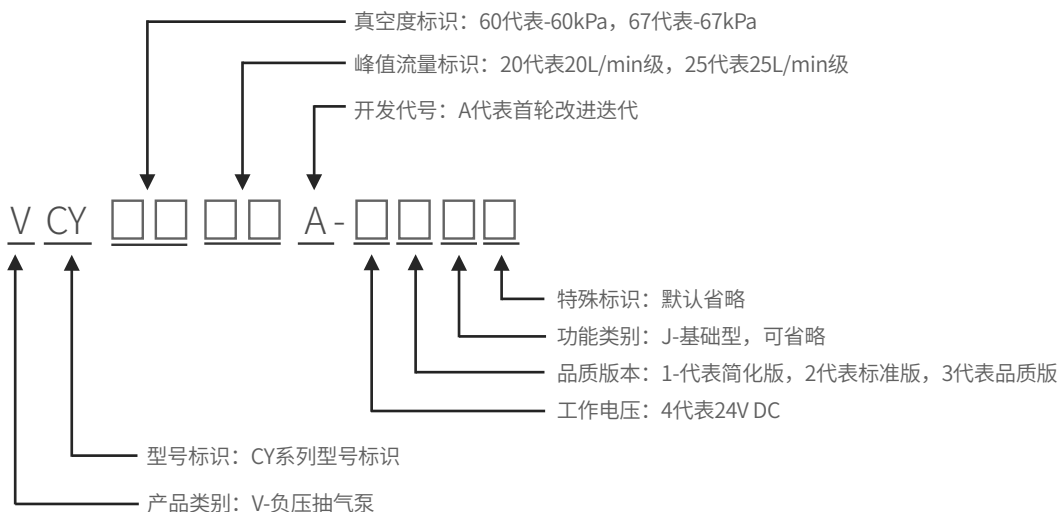 真空度标识：60代表-60kPa，67代表-67kPa
峰值流量标识：20代表20L/min级，25代表25L/min级
开发代号：A代表首轮改进迭代
V CY □□ □□ A-□□□□
特殊标识：默认省略
功能类别：J-基础型，可省略
品质版本：1-代表简化版，2代表标准版，3代表品质版
工作电压：4代表24V DC
型号标识：CY系列型号标识
产品类别：V-负压抽气泵